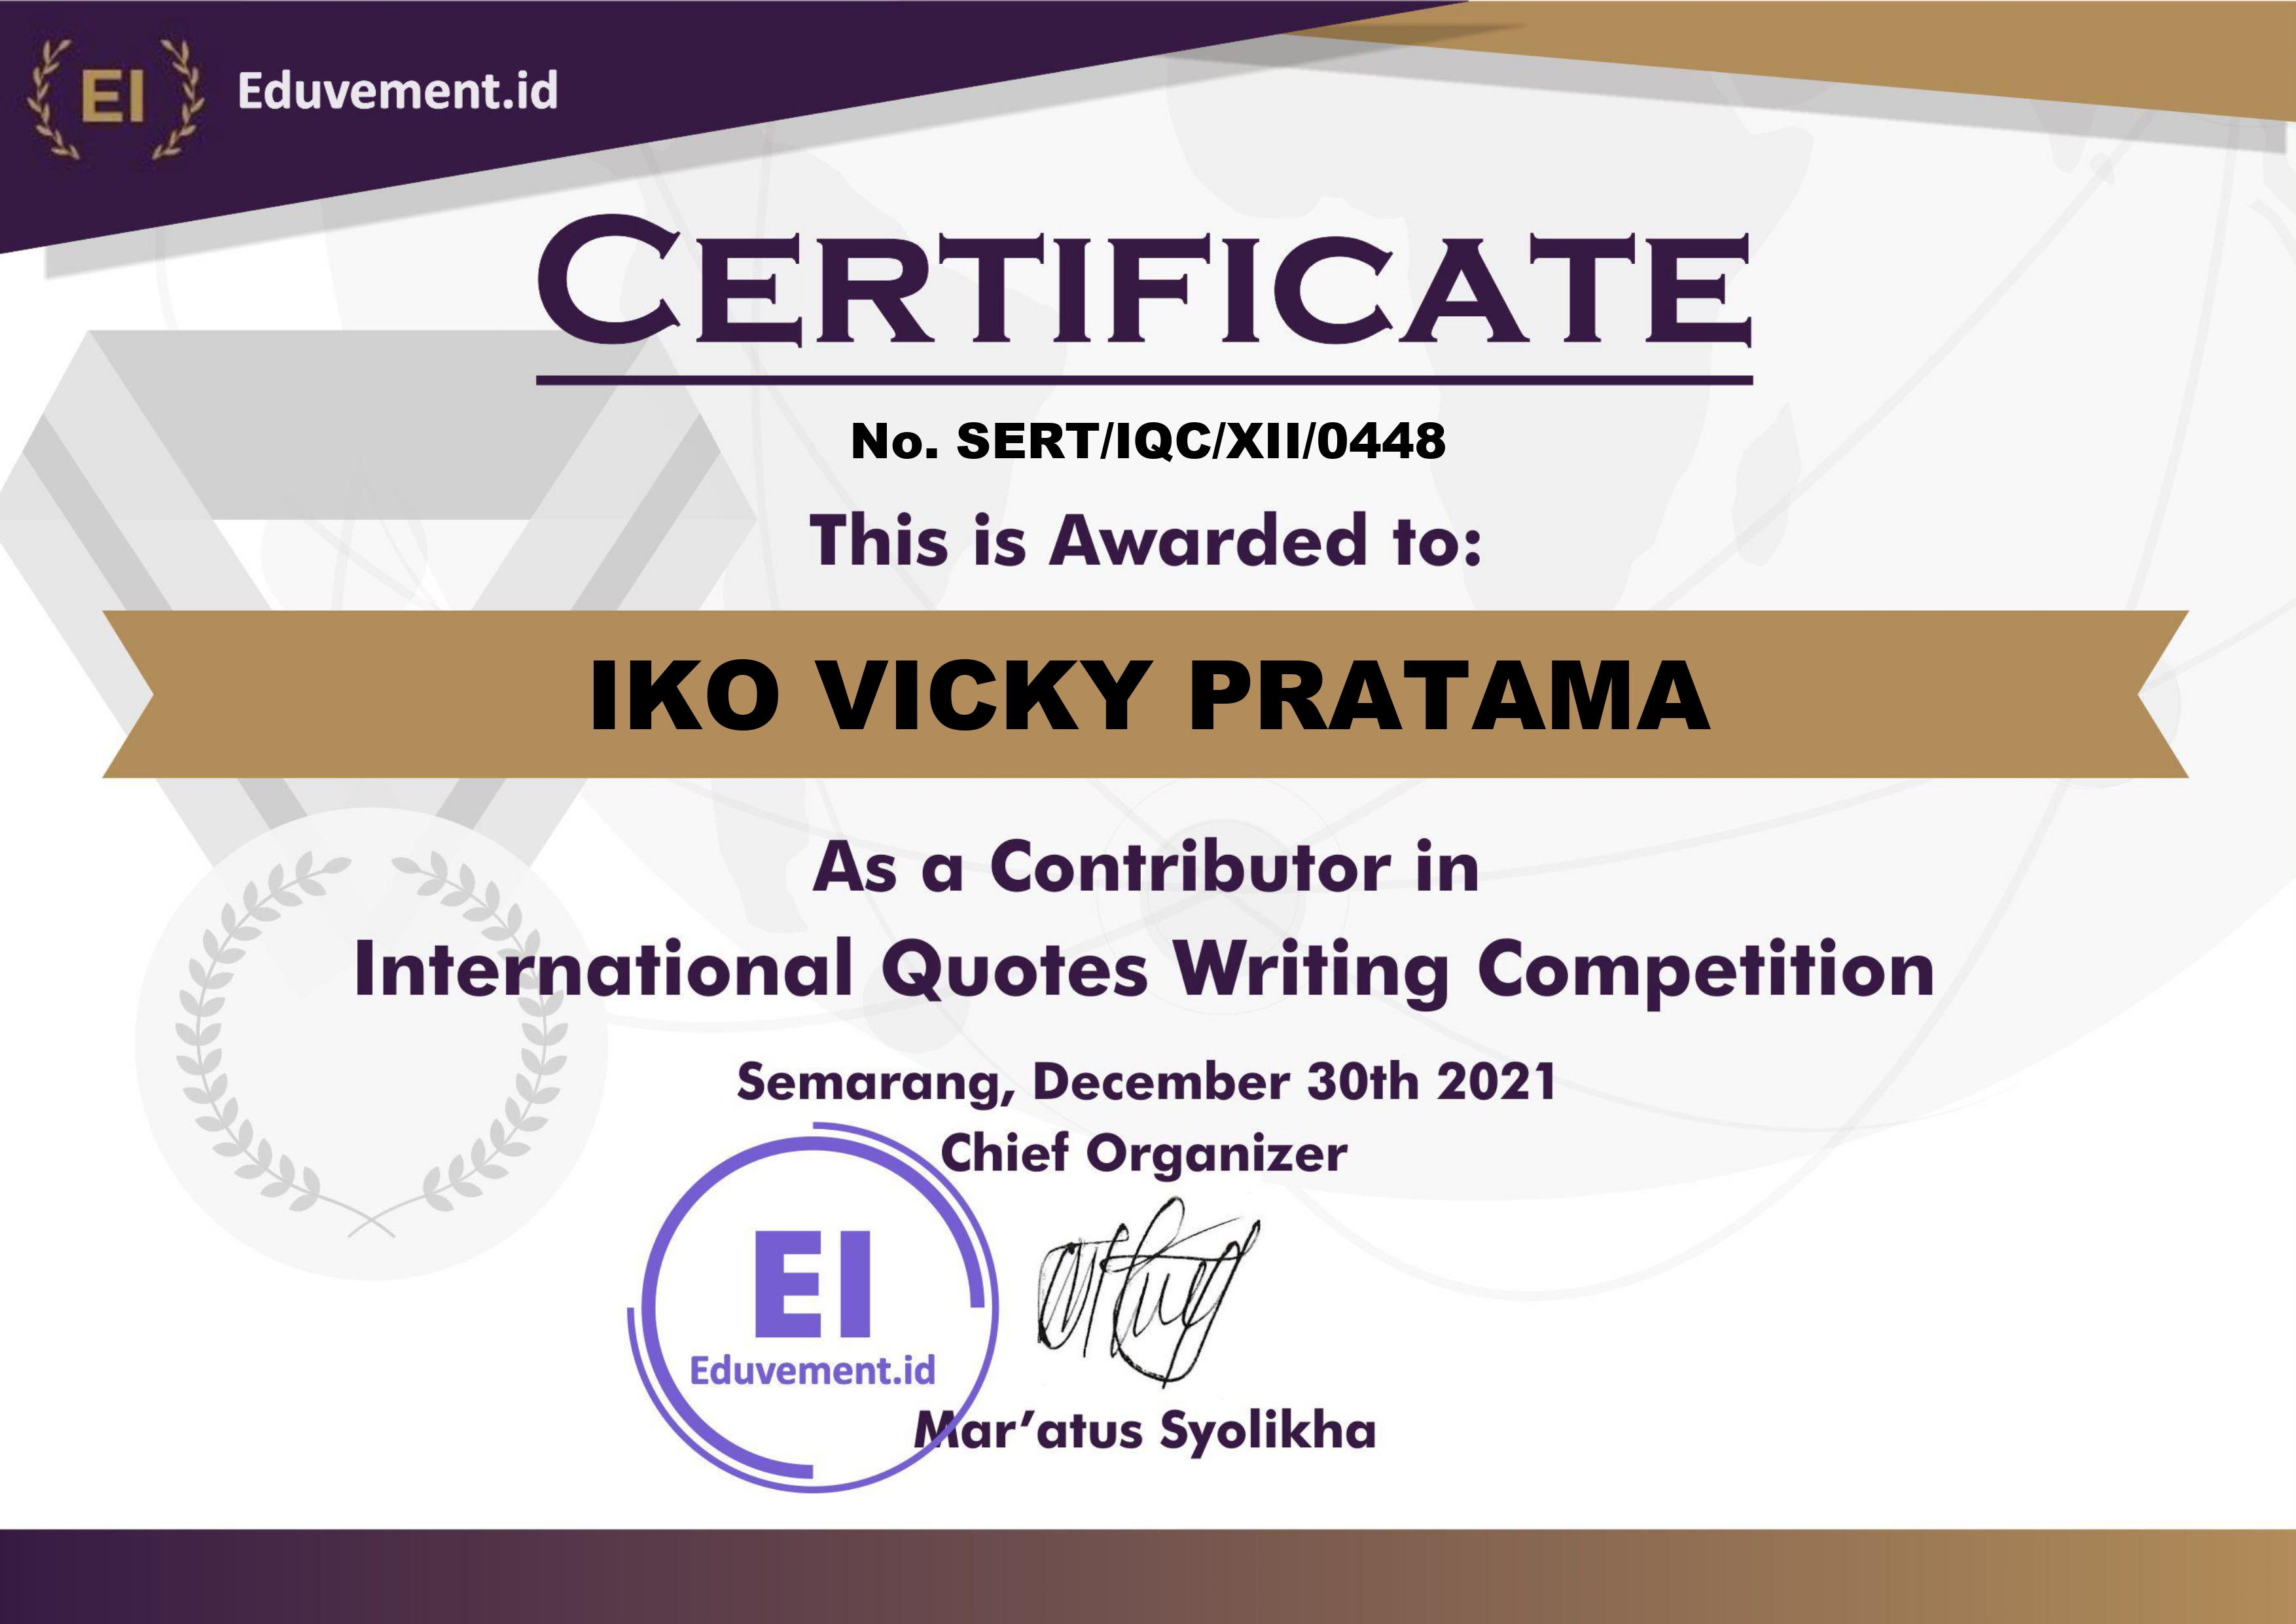 EI Eduvement.id
CERTIFICATE
No. SERT/IQC/XII/0448
This is Awarded to:
IKO VICKY PRATAMA
As a Contributor in
International Quotes Writing Competition
Semarang, December 30th 2021
Chief Organizer
EI
Eduvement.id
Mar’atus Syolikha